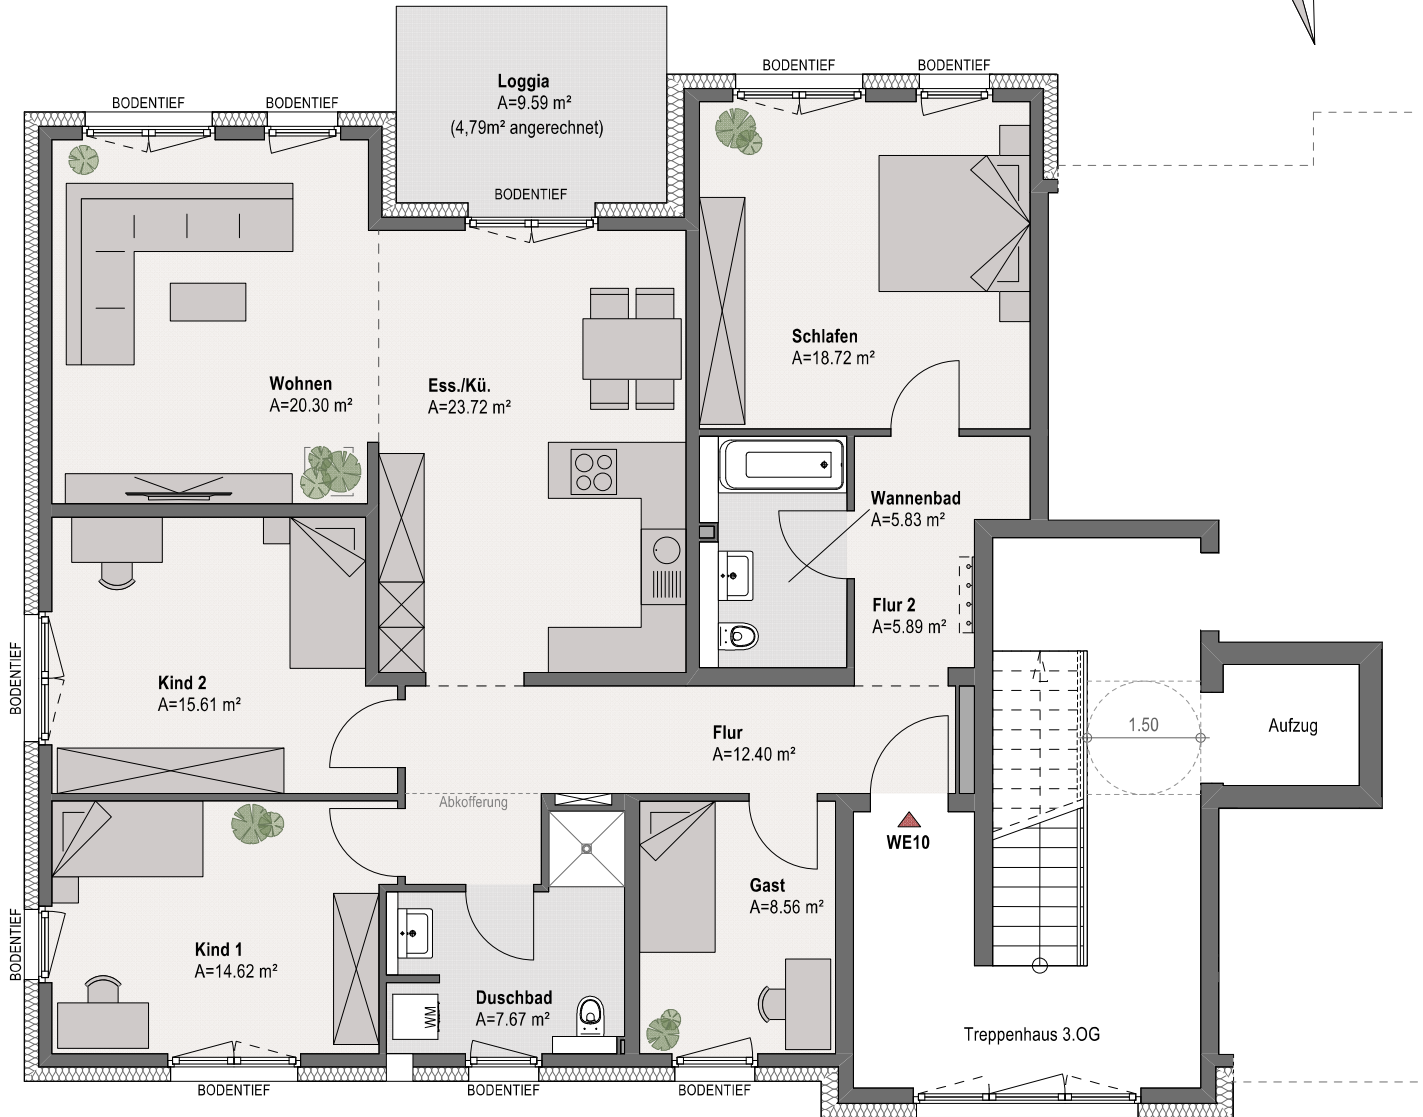 BODENTIEF
BODENTIEF
BODENTIEF
BODENTIEF
Loggia
A=9.59 m²
(4,79m² angerechnet)
BODENTIEF
Schlafen
A=18.72 m²
Wohnen
A=20.30 m²
Ess./Kü.
A=23.72 m²
Wannenbad
A=5.83 m²
Flur 2
A=5.89 m²
BODENTIEF
Kind 2
A=15.61 m²
Flur
A=12.40 m²
1.50
Aufzug
Abkofferung
WE10
Gast
A=8.56 m²
BODENTIEF
Kind 1
A=14.62 m²
Duschbad
A=7.67 m²
WM
Treppenhaus 3.OG
BODENTIEF
BODENTIEF
BODENTIEF